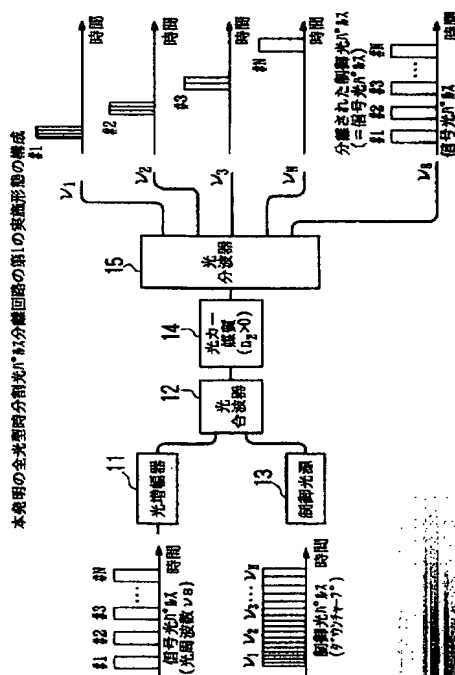 本発明の全光型時分割光パルス分離回路の第1の実施形態の構成
#1 #2 #3 … #N
時間
信号光パルス
(光周波数 νs)
ν1 ν2 ν3 … νN
時間
制御光パルス
(ダウンチャープ)
11
光増幅器
13
制御光源
12
光
合波器
14
光カー
媒質
(n2>0)
15
光
分波器
ν1
#1
時間
ν2
#2
時間
ν3
#3
時間
νN
#N
時間
νs
分離された制御光パルス
(=信号光パルス)
#1 #2 #3 … #N
時間
信号光パルス